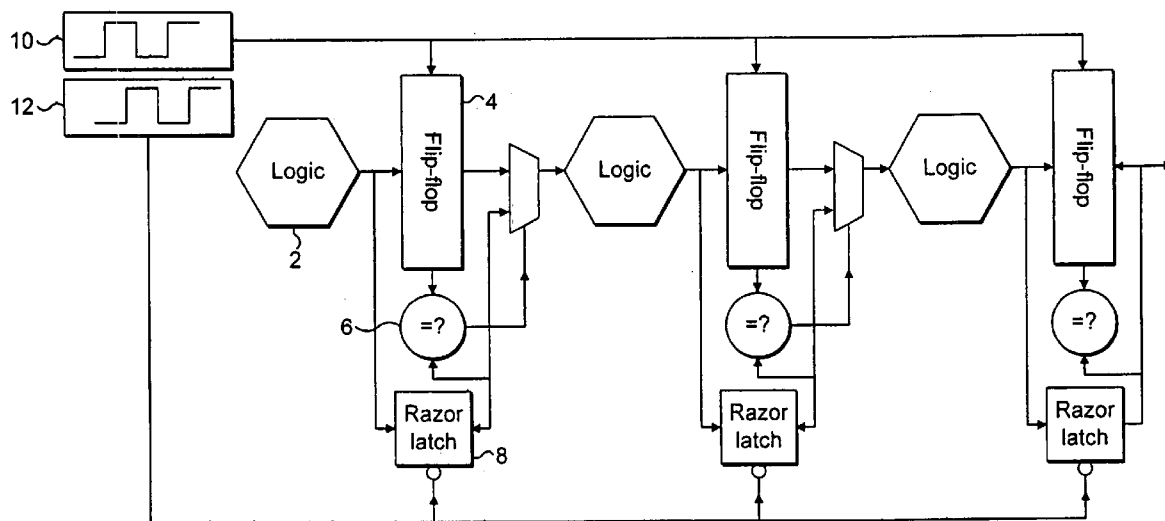 10
12
Logic
2
Flip-flop
4
Logic
Flip-flop
Logic
Flip-flop
6
=?
=?
=?
Razor
latch
8
Razor
latch
Razor
latch